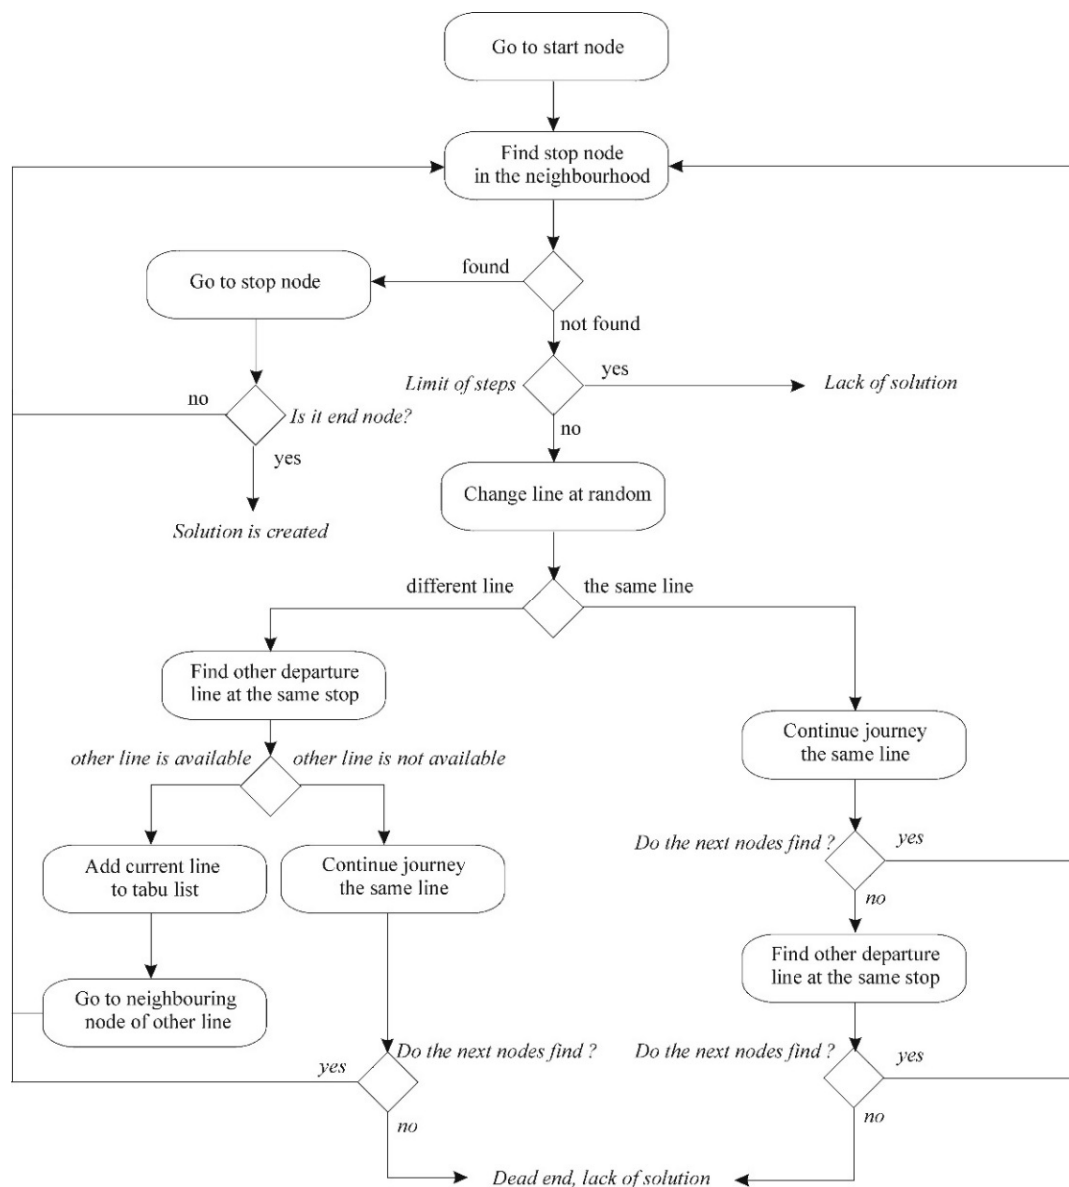 Go to start node
Find stop node
in the neighbourhood
found
Go to stop node
not found
Limit of steps
yes
Lack of solution
no
Is it end node?
no
yes
Change line at random
Solution is created
different line
the same line
Find other departure
line at the same stop
Continue journey
the same line
other line is available
other line is not available
Do the next nodes find ?
yes
Add current line
to tabu list
Continue journey
the same line
no
Find other departure
line at the same stop
Go to neighbouring
node of other line
Do the next nodes find ?
yes
no
Do the next nodes find ?
yes
no
Dead end, lack of solution